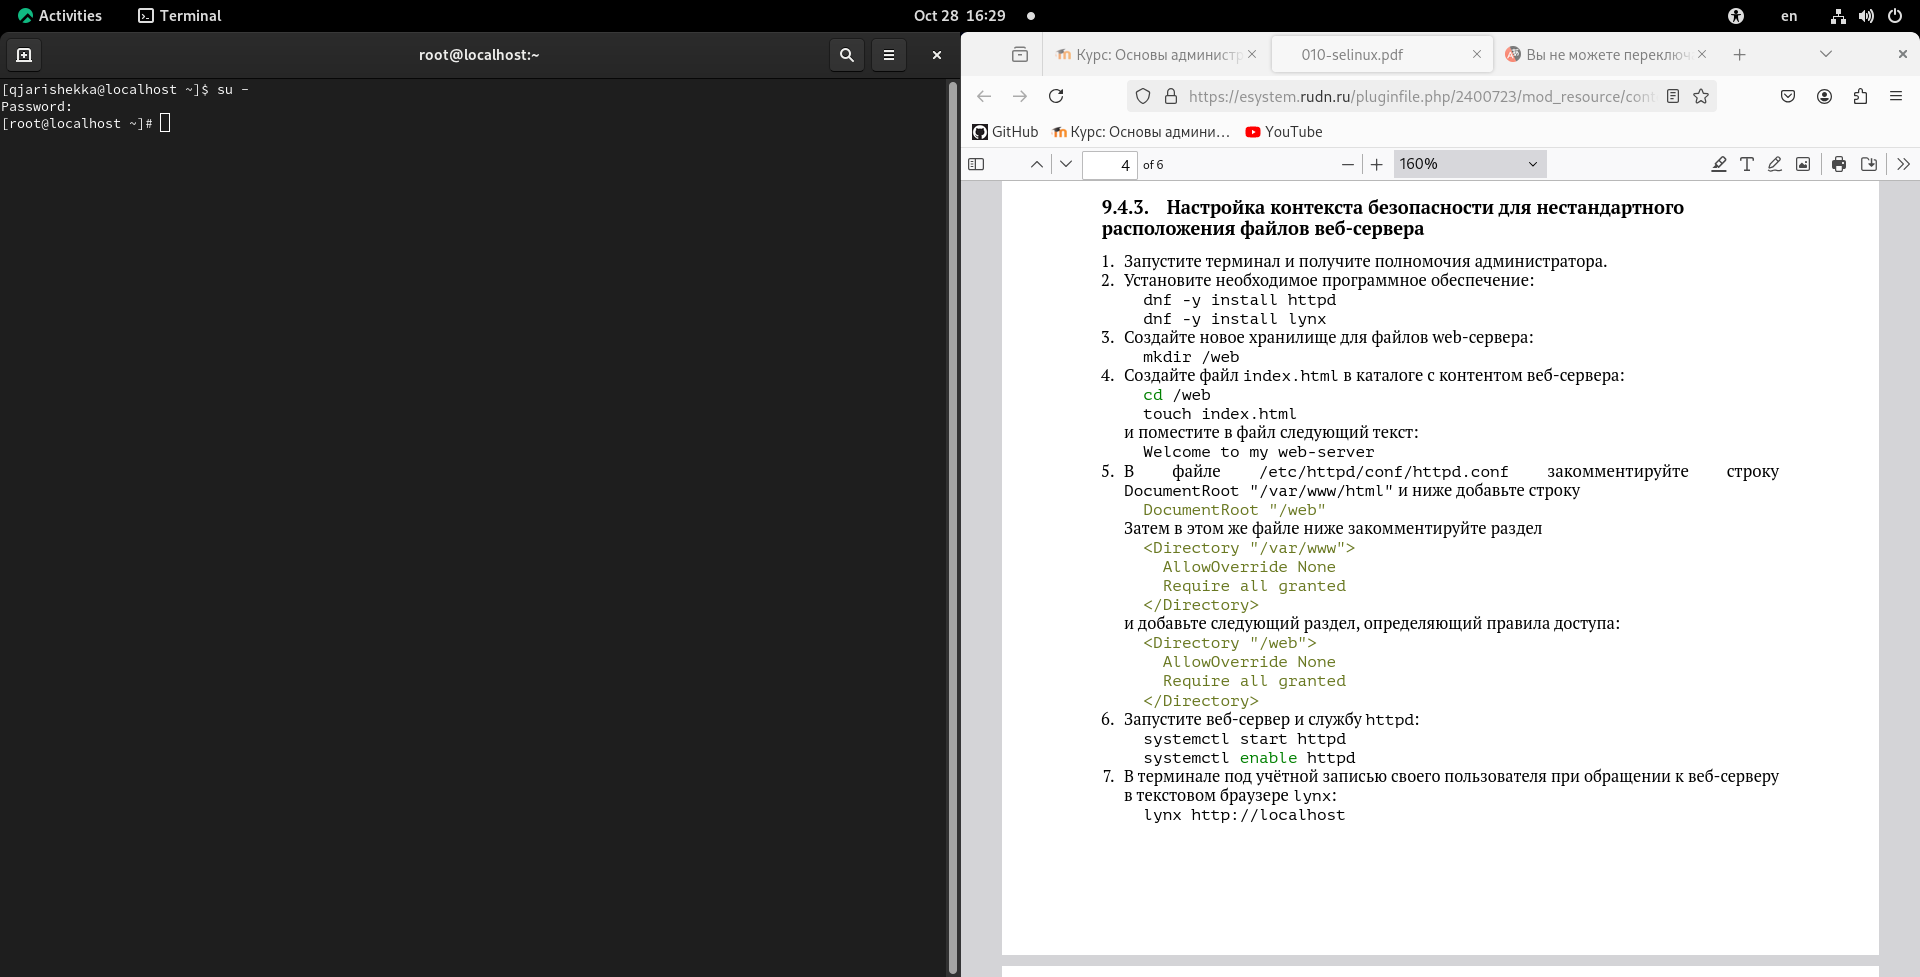 Activities
Terminal
Oct 28 16:29
en
root@localhost:~
[qjarishekka@localhost ~]$ su -
Password:
[root@localhost ~]#
Курс: Основы администр
010-selinux.pdf
Вы не можете переключ
https://esystem.rudn.ru/pluginfile.php/2400723/mod_resource/cont
GitHub
Курс: Основы админи…
YouTube
4
of 6
160%
9.4.3. Настройка контекста безопасности для нестандартного
расположения файлов веб-сервера
1. Запустите терминал и получите полномочия администратора.
2. Установите необходимое программное обеспечение:
dnf -y install httpd
dnf -y install lynx
3. Создайте новое хранилище для файлов web-сервера:
mkdir /web
4. Создайте файл index.html в каталоге с контентом веб-сервера:
cd /web
touch index.html
и поместите в файл следующий текст:
Welcome to my web-server
5. В файле /etc/httpd/conf/httpd.conf закомментируйте строку
DocumentRoot "/var/www/html" и ниже добавьте строку
DocumentRoot "/web"
Затем в этом же файле ниже закомментируйте раздел
<Directory "/var/www">
AllowOverride None
Require all granted
</Directory>
и добавьте следующий раздел, определяющий правила доступа:
<Directory "/web">
AllowOverride None
Require all granted
</Directory>
6. Запустите веб-сервер и службу httpd:
systemctl start httpd
systemctl enable httpd
7. В терминале под учётной записью своего пользователя при обращении к веб-серверу
в текстовом браузере lynx:
lynx http://localhost